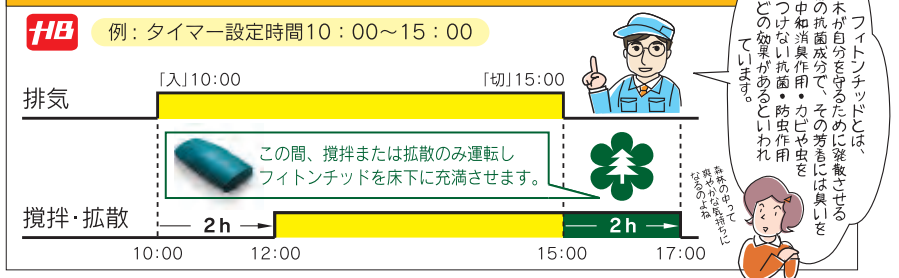 HB
例：タイマー設定時間10：00～15：00
「入」10:00
「切」15:00
排気
この間、撹拌または拡散のみ運転し
フィトンチッドを床下に充満させます。
撹拌・拡散
2h
2h
10:00
12:00
15:00
17:00
フィトンチッドとは、
木が自分を守るために発散させる
の抗菌成分で、その芳香には臭いを
中和消臭作用・カビや虫を
つけない抗菌・防虫作用
どの効果があるといわれ
ています。
森林の中って
爽やかな気持ちに
なるのよね